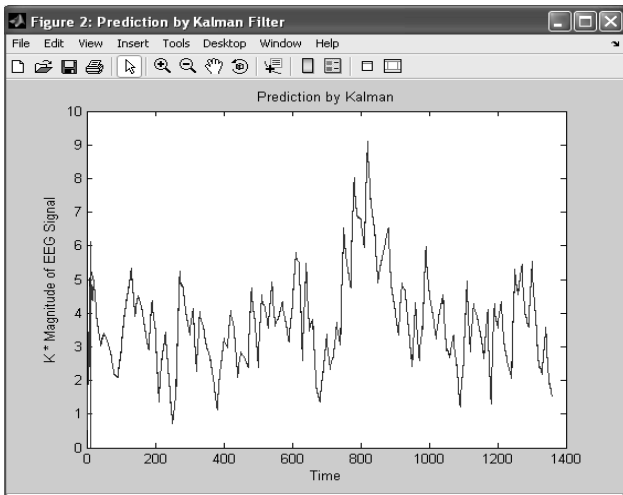 Figure 2: Prediction by Kalman Filter
File Edit View Insert Tools Desktop Window Help
Prediction by Kalman
10
9
8
7
6
5
4
3
2
1
0
K * Magnitude of EEG Signal
0 200 400 600 800 1000 1200 1400
Time